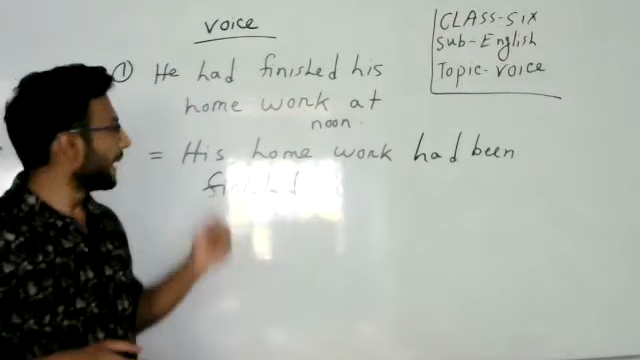 voice
CLASS-SIX
Sub-English
Topic-voice
① He had finished his
home work at
noon.
= His home work had been
finished